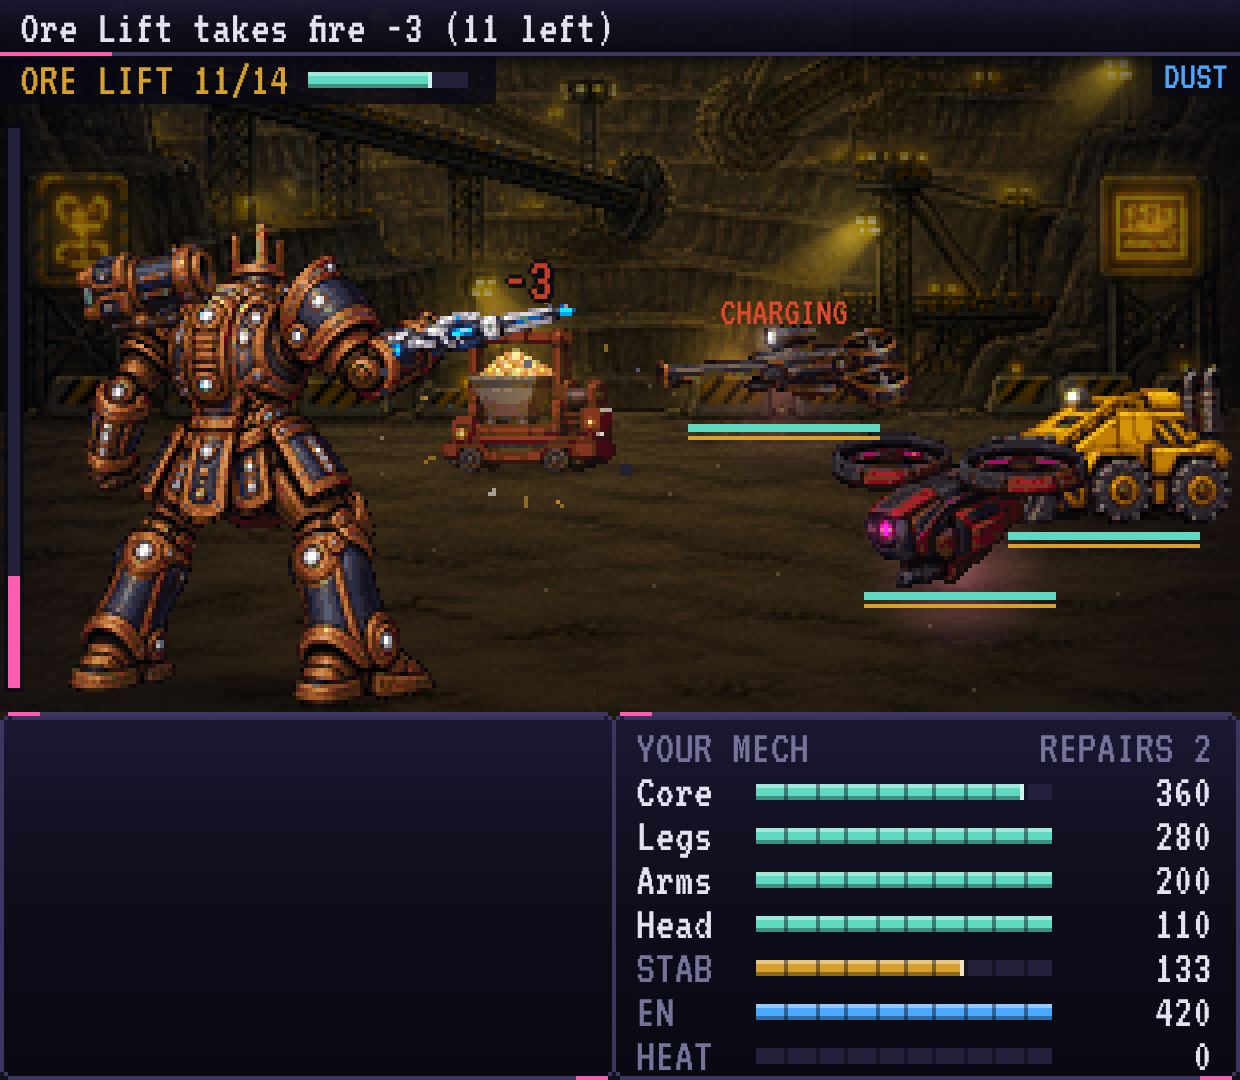 Ore Lift takes fire -3 (11 left)
ORE LIFT 11/14
DUST
-3
CHARGING
YOUR MECH REPAIRS 2
Core 360
Legs 280
Arms 200
Head 110
STAB 133
EN 420
HEAT 0